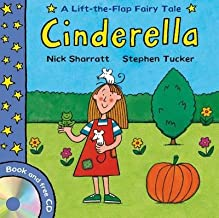 A Lift-the-Flap Fairy Tale
Cinderella
Nick Sharratt Stephen Tucker
Book and free CD